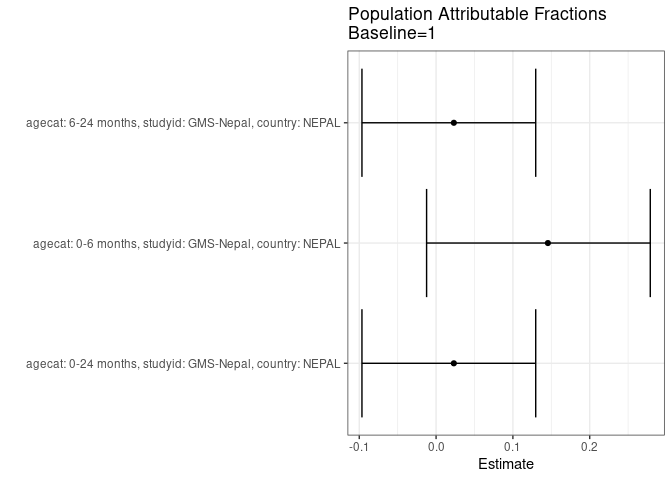 Population Attributable Fractions
Baseline=1
agecat: 6-24 months, studyid: GMS-Nepal, country: NEPAL
agecat: 0-6 months, studyid: GMS-Nepal, country: NEPAL
agecat: 0-24 months, studyid: GMS-Nepal, country: NEPAL
-0.1 0.0 0.1 0.2
Estimate